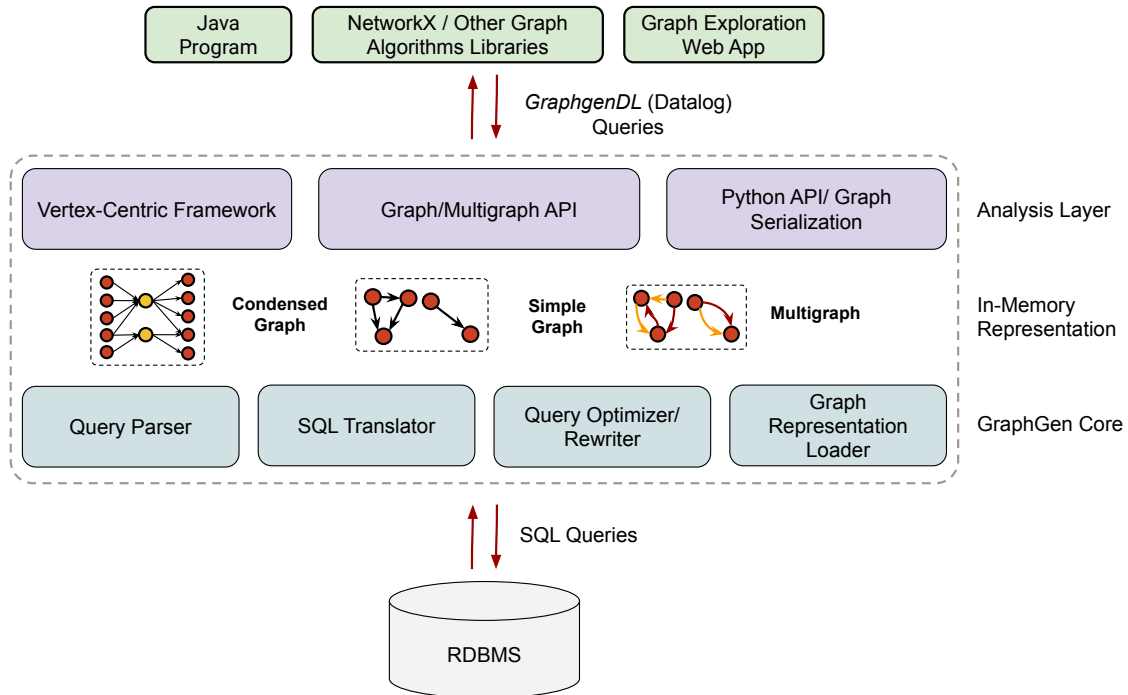 Java
Program
NetworkX / Other Graph
Algorithms Libraries
Graph Exploration
Web App
GraphgenDL (Datalog)
Queries
Vertex-Centric Framework
Graph/Multigraph API
Python API/ Graph
Serialization
Analysis Layer
Condensed
Graph
Simple
Graph
Multigraph
In-Memory
Representation
Query Parser
SQL Translator
Query Optimizer/
Rewriter
Graph
Representation
Loader
GraphGen Core
SQL Queries
RDBMS